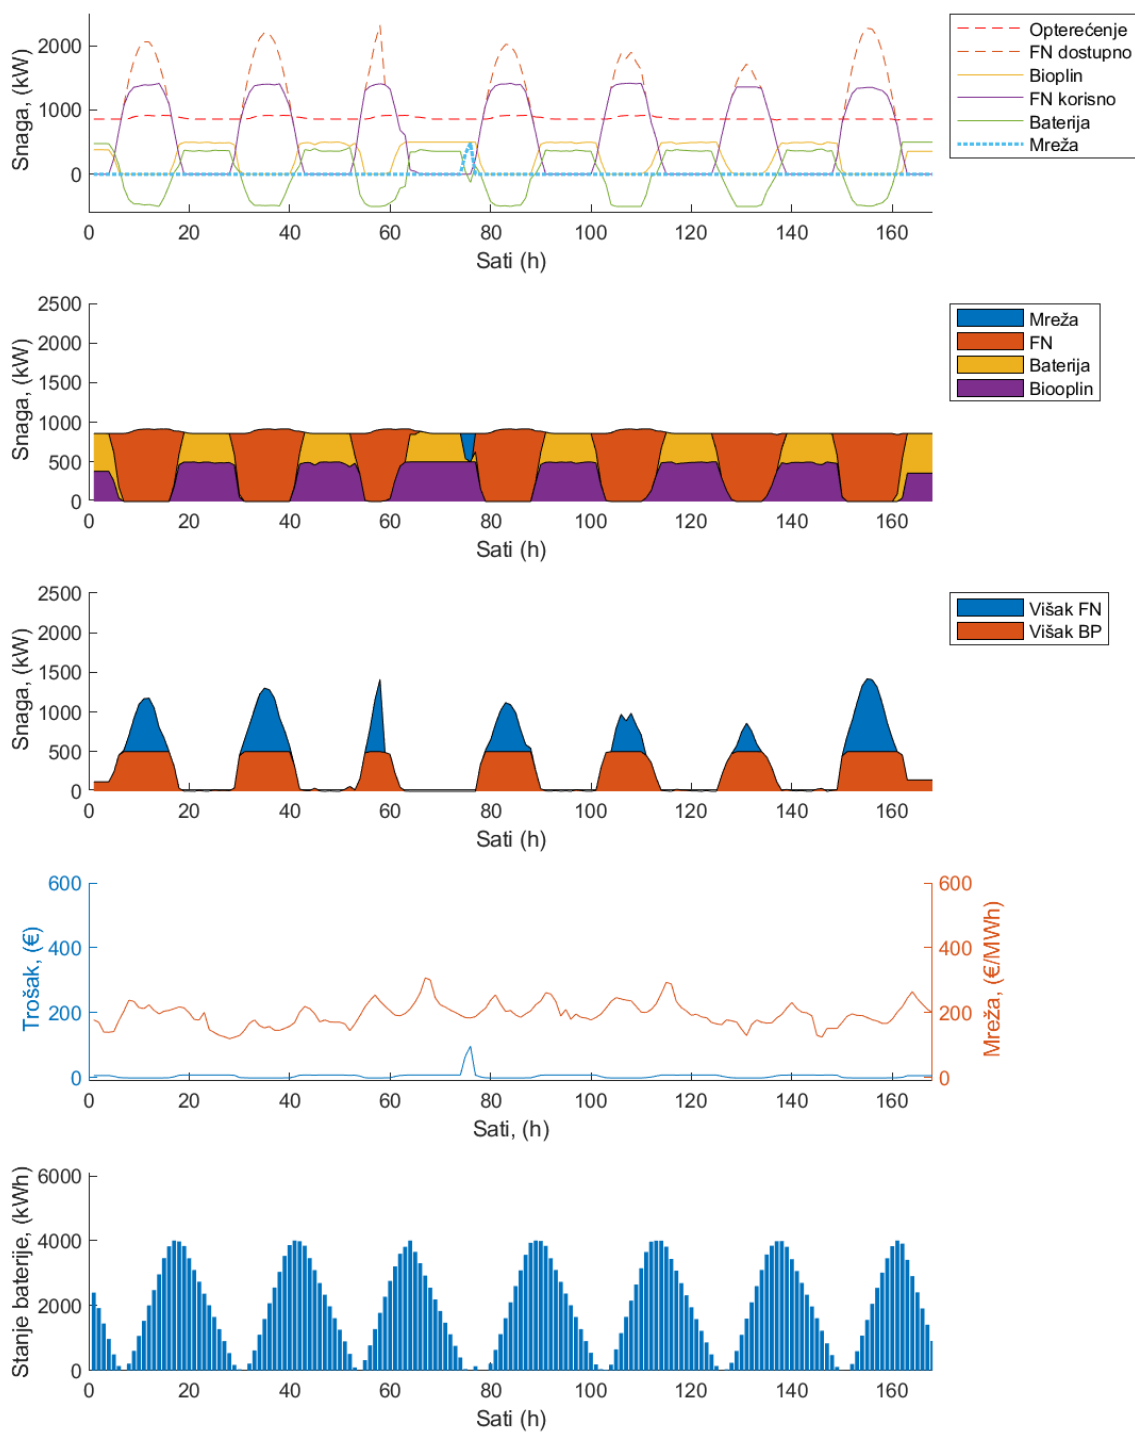 Snaga, (kW)
2000
1000
0
0 20 40 60 80 100 120 140 160
Sati (h)
Opterećenje
FN dostupno
Bioplin
FN korisno
Baterija
Mreža
Snaga, (kW)
2500
2000
1500
1000
500
0
0 20 40 60 80 100 120 140 160
Sati (h)
Mreža
FN
Baterija
Biooplin
Snaga, (kW)
2500
2000
1500
1000
500
0
0 20 40 60 80 100 120 140 160
Sati (h)
Višak FN
Višak BP
Trošak, (€)
600
400
200
0
0 20 40 60 80 100 120 140 160
Sati, (h)
600
400
200
0
Mreža, (€/MWh)
Stanje baterije, (kWh)
6000
4000
2000
0
0 20 40 60 80 100 120 140 160
Sati (h)